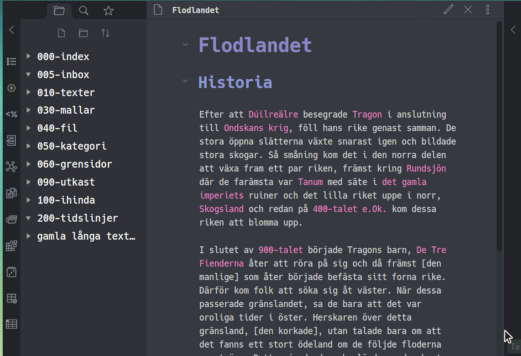 Flodlandet
000-index
005-inbox
010-texter
030-mallar
040-fil
050-kategori
060-grensidor
090-utkast
100-ihinda
200-tidslinjer
gamla långa text…
Flodlandet
Historia
Efter att Dúilreälre besegrade Tragon i anslutning
till Ondskans krig, föll hans rike genast samman. De
stora öppna slätterna växte snarast igen och bildade
stora skogar. Så småning kom det i den norra delen
att växa fram ett par riken, främst kring Rundsjön
där de farämsta var Tanum med säte i det gamla
imperiets ruiner och det lilla riket uppe i norr,
Skogsland och redan på 400-talet e.Ok. kom dessa
riken att blomma upp.
I slutet av 900-talet började Tragons barn, De Tre
Fienderna åter att röra på sig och då främst [den
manlige] som åter började befästa sitt forna rike.
Därför kom folk att söka sig åt väster. När dessa
passerade gränslandet, sa de bara att det var
oroliga tider i öster. Herskaren över detta
gränsland, [den korkade], utan talade bara om att
det fanns ett stort ödeland om de följde floderna